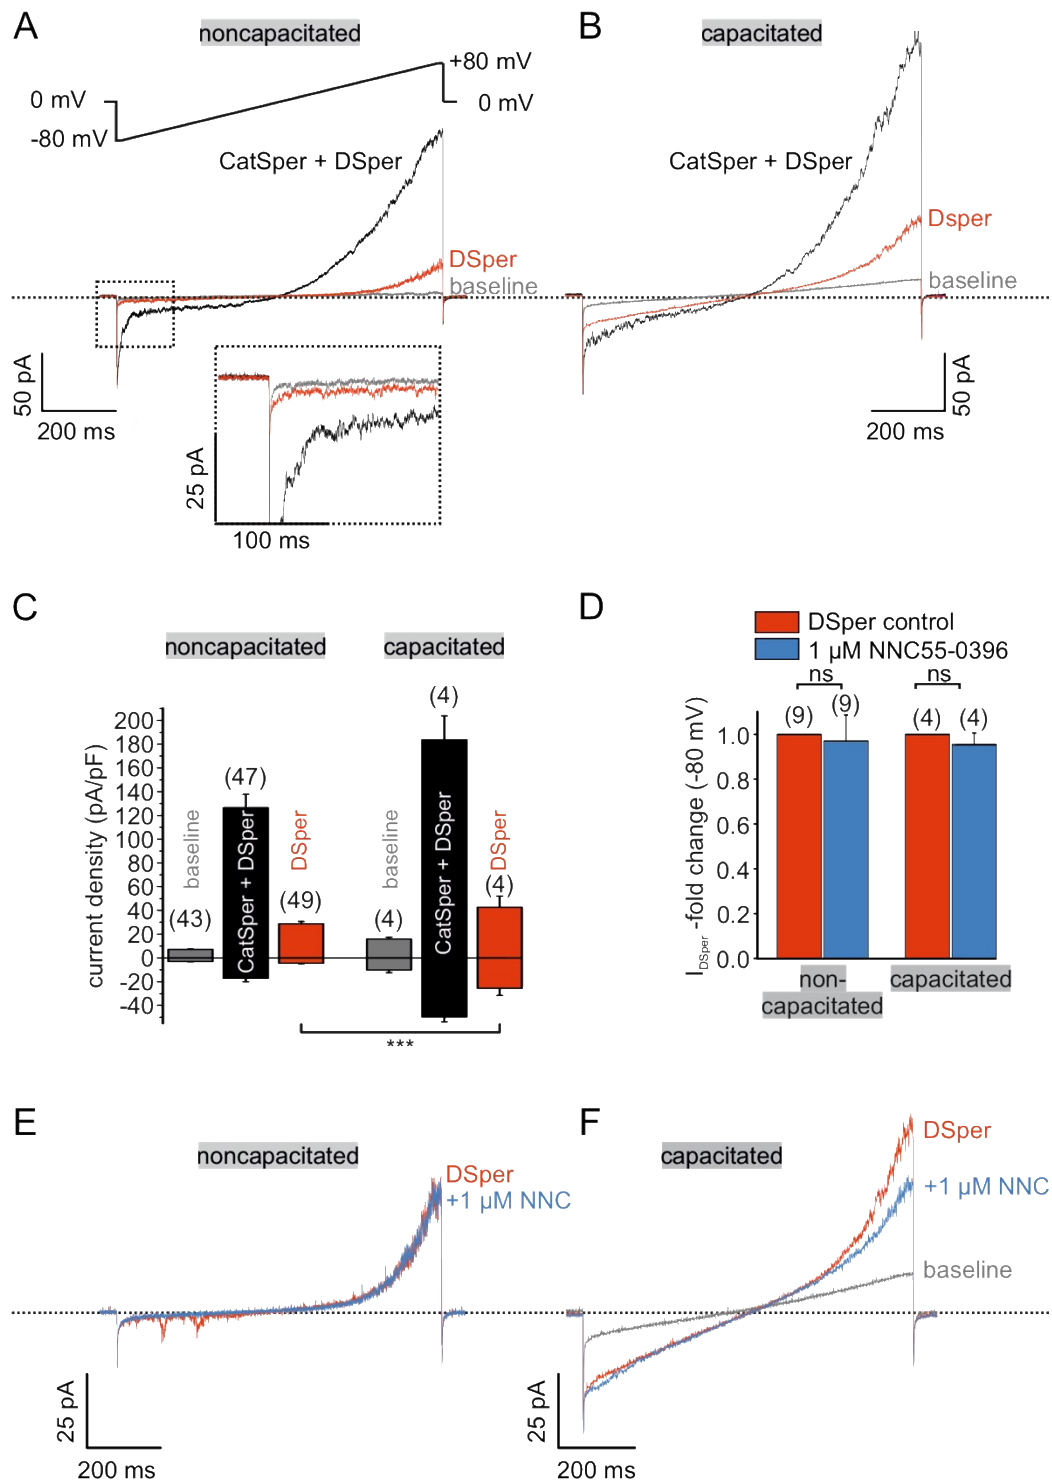 A
noncapacitated
+80 mV
0 mV
0 mV
-80 mV
CatSper + DSper
DSper
baseline
50 pA
200 ms
25 pA
100 ms
B
capacitated
CatSper + DSper
Dsper
baseline
50 pA
200 ms
C
noncapacitated
capacitated
current density (pA/pF)
200
180
160
140
120
100
80
60
40
20
0
-20
-40
baseline
(43)
(47)
CatSper + DSper
DSper
(49)
baseline
(4)
(4)
CatSper + DSper
DSper
(4)
***
D
DSper control
1 µM NNC55-0396
ns
ns
(9)
(9)
(4)
(4)
I DSper -fold change (-80 mV)
1.0
0.8
0.6
0.4
0.2
0.0
non-
capacitated
capacitated
E
noncapacitated
DSper
+1 µM NNC
25 pA
200 ms
F
capacitated
DSper
+1 µM NNC
baseline
25 pA
200 ms